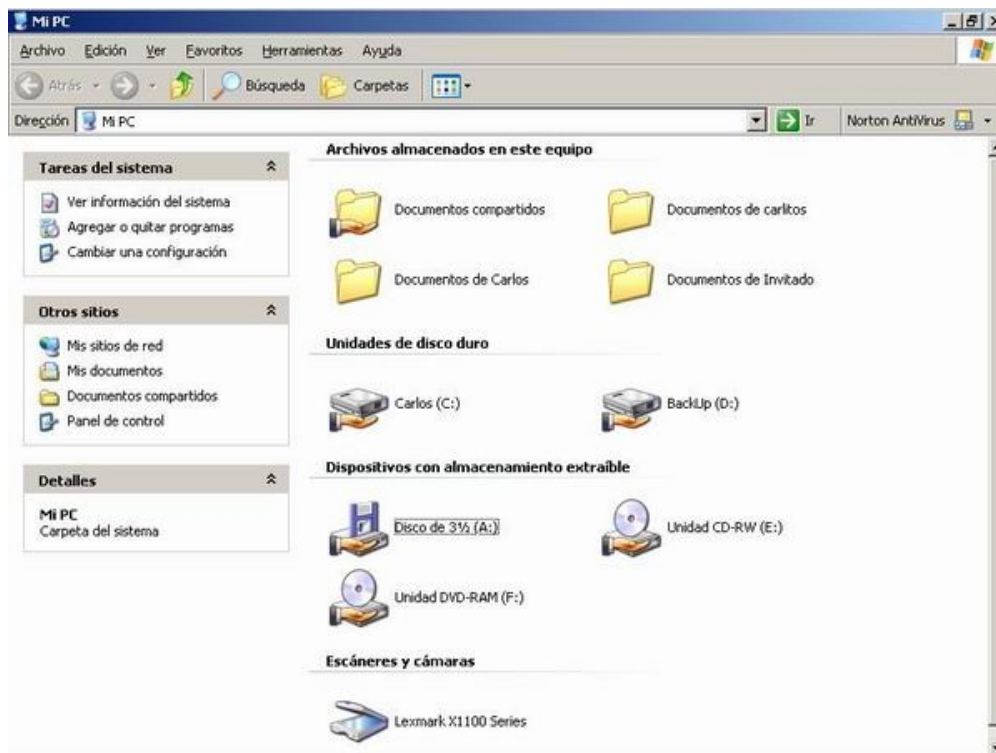 Mi PC
Archivo Edición Ver Favoritos Herramientas Ayuda
Atrás Búsqueda Carpetas
Dirección Mi PC Ir Norton AntiVirus
Tareas del sistema
Ver información del sistema
Agregar o quitar programas
Cambiar una configuración
Otros sitios
Mis sitios de red
Mis documentos
Documentos compartidos
Panel de control
Detalles
Mi PC
Carpeta del sistema
Archivos almacenados en este equipo
Documentos compartidos Documentos de carlitos
Documentos de Carlos Documentos de Invitado
Unidades de disco duro
Carlos (C:) BackUp (D:)
Dispositivos con almacenamiento extraíble
Disco de 3½ (A:) Unidad CD-RW (E:)
Unidad DVD-RAM (F:)
Escáneres y cámaras
Lexmark X1100 Series